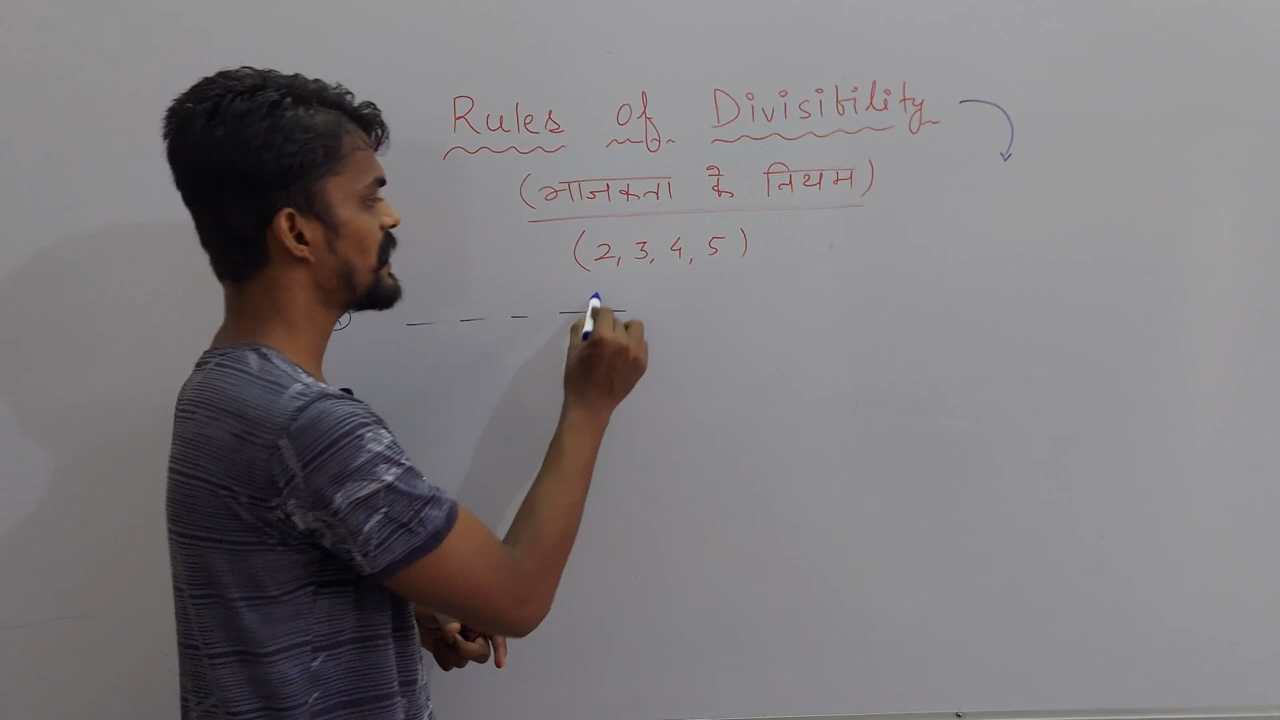 Rules of Divisibility
(भाजकता के नियम)
(2, 3, 4, 5)